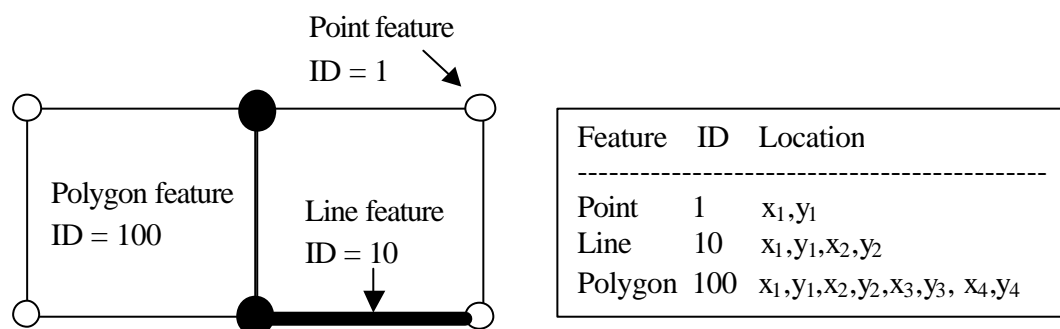 Point feature
ID = 1
Polygon feature
ID = 100
Line feature
ID = 10
Feature ID Location
---------------------------------------------
Point 1 x₁,y₁
Line 10 x₁,y₁,x₂,y₂
Polygon 100 x₁,y₁,x₂,y₂,x₃,y₃, x₄,y₄